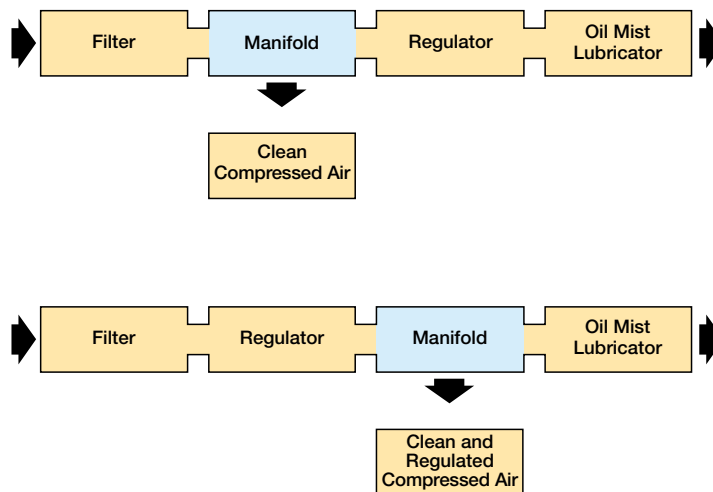 Filter
Manifold
Regulator
Oil Mist
Lubricator
Clean
Compressed Air
Filter
Regulator
Manifold
Oil Mist
Lubricator
Clean and
Regulated
Compressed Air